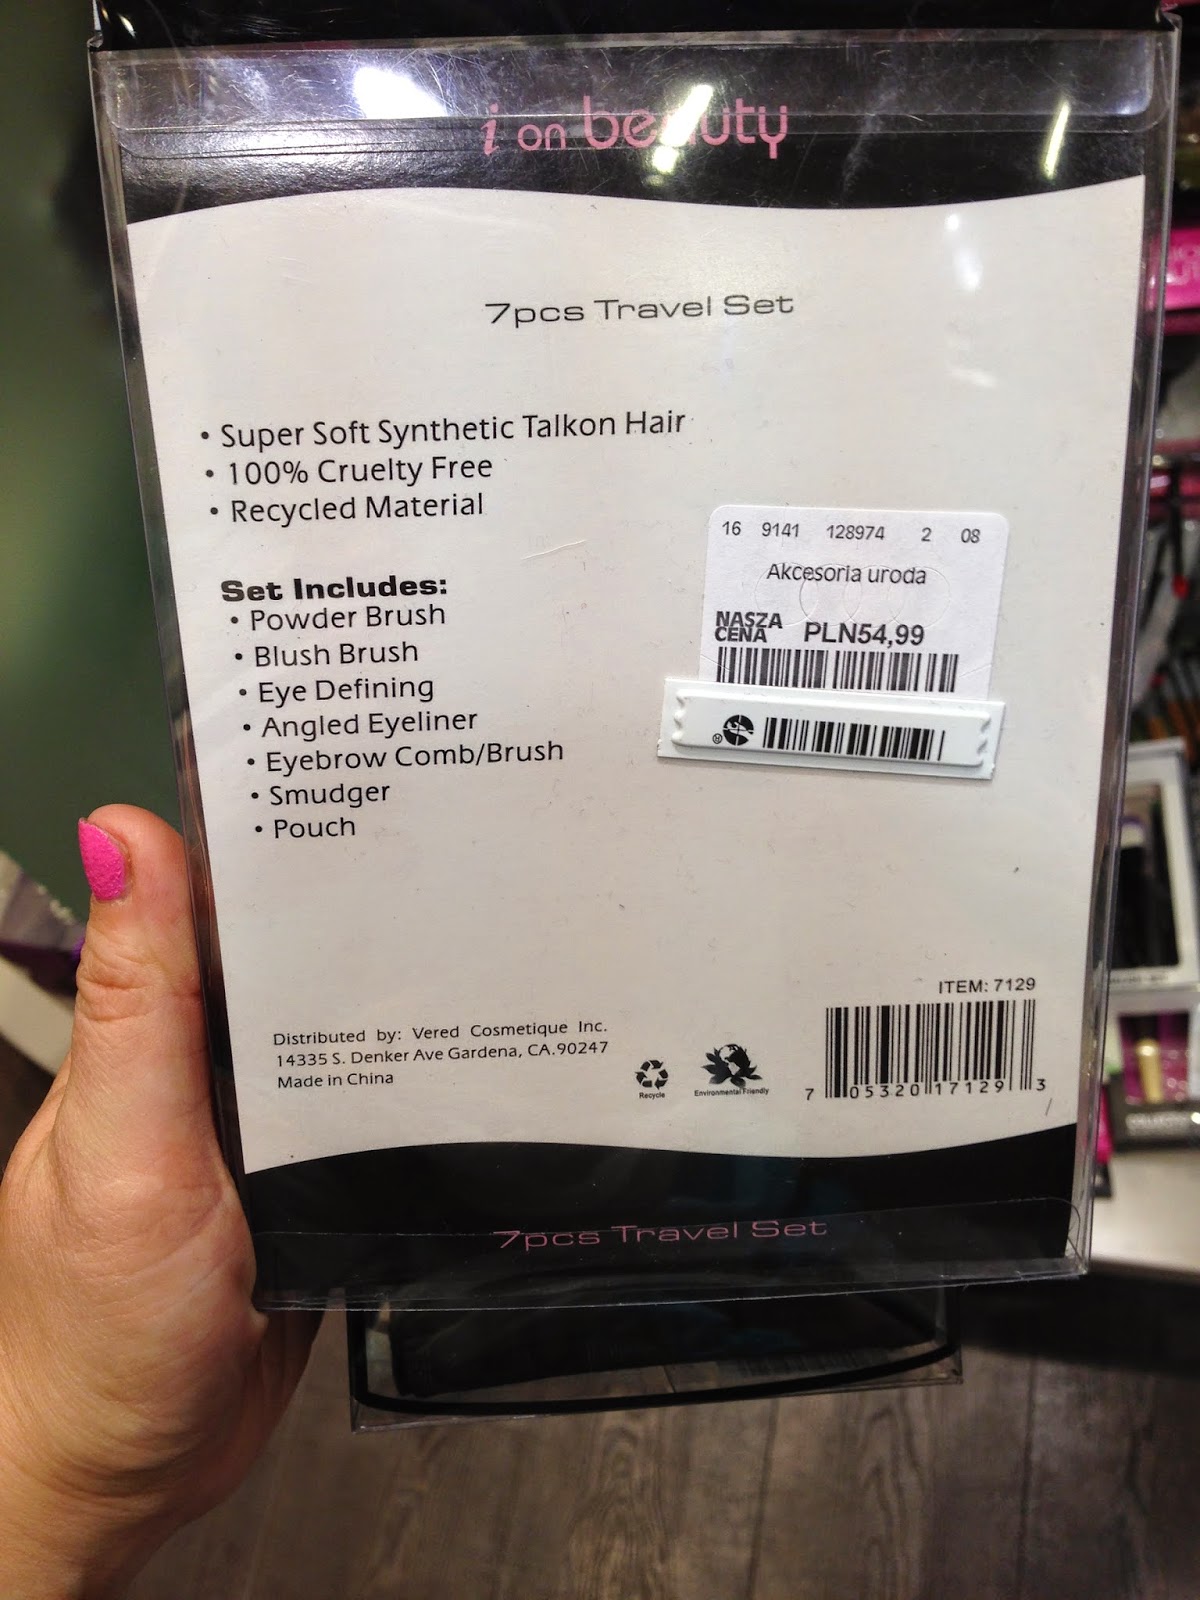 i on beauty
7pcs Travel Set
• Super Soft Synthetic Talkon Hair
• 100% Cruelty Free
• Recycled Material
16 9141 128974 2 08
Akcesoria uroda
NASZA
CENA PLN54,99
®
Set Includes:
• Powder Brush
• Blush Brush
• Eye Defining
• Angled Eyeliner
• Eyebrow Comb/Brush
• Smudger
• Pouch
Distributed by: Vered Cosmetique Inc.
14335 S. Denker Ave Gardena, CA.90247
Made in China
Recycle
Environmental Friendly
ITEM: 7129
7 05320 17129 3
7pcs Travel Set